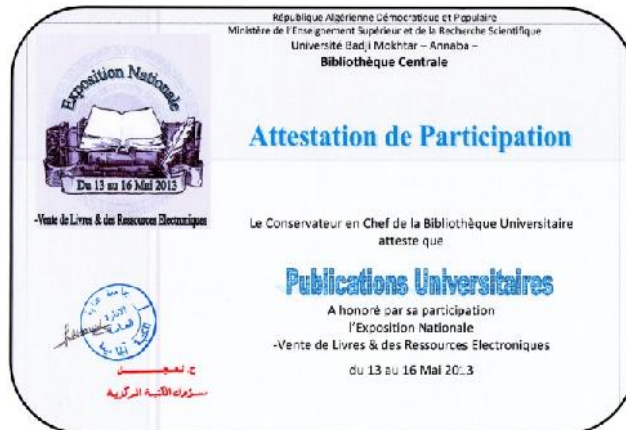 République Algérienne Démocratique et Populaire
Ministère de l'Enseignement Supérieur et de la Recherche Scientifique
Université Badji Mokhtar – Annaba –
Bibliothèque Centrale
Exposition Nationale
Du 13 au 16 Mai 2013
-Vente de Livres & des Ressources Electroniques
Attestation de Participation
Le Conservateur en Chef de la Bibliothèque Universitaire
atteste que
Publications Universitaires
A honoré par sa participation
l'Exposition Nationale
-Vente de Livres & des Ressources Electroniques
du 13 au 16 Mai 2013
مسؤول المكتبة المركزية